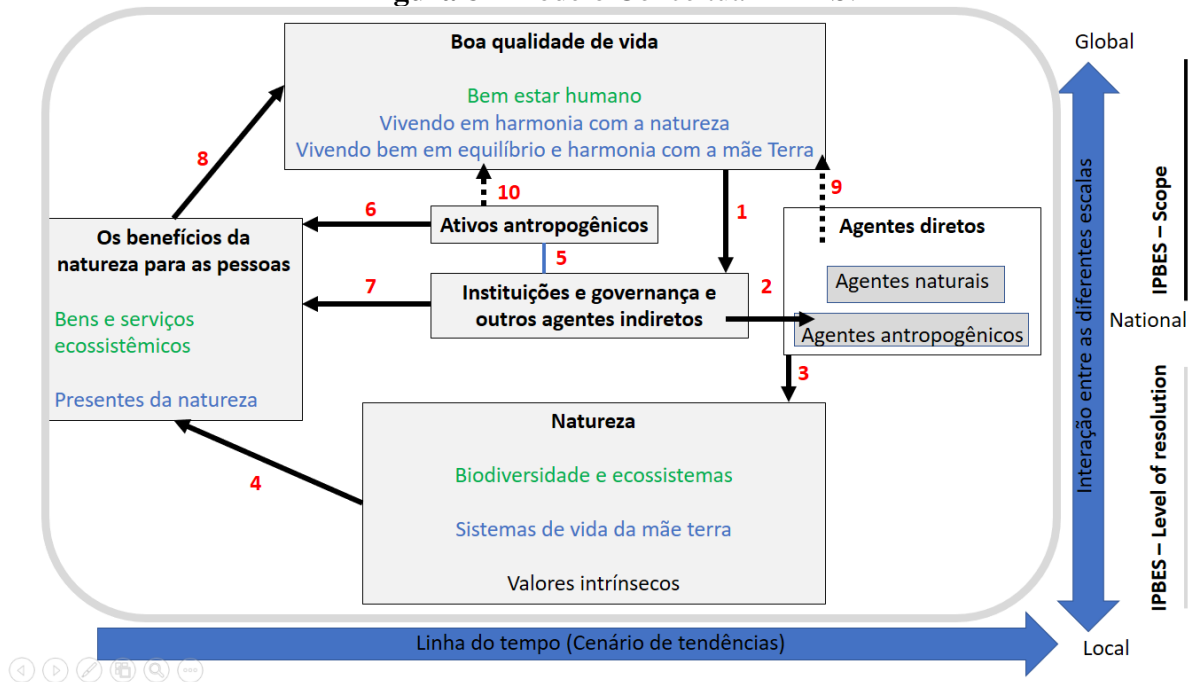 Boa qualidade de vida
Bem estar humano
Vivendo em harmonia com a natureza
Vivendo bem em equilíbrio e harmonia com a mãe Terra
8
10
9
1
6
Ativos antropogênicos
5
Os benefícios da
natureza para as pessoas
Bens e serviços
ecossistêmicos
Presentes da natureza
7
Instituições e governança e
outros agentes indiretos
2
Agentes diretos
Agentes naturais
Agentes antropogênicos
3
4
Natureza
Biodiversidade e ecossistemas
Sistemas de vida da mãe terra
Valores intrínsecos
Linha do tempo (Cenário de tendências)
Global
Interação entre as diferentes escalas
IPBES – Scope
National
IPBES – Level of resolution
Local